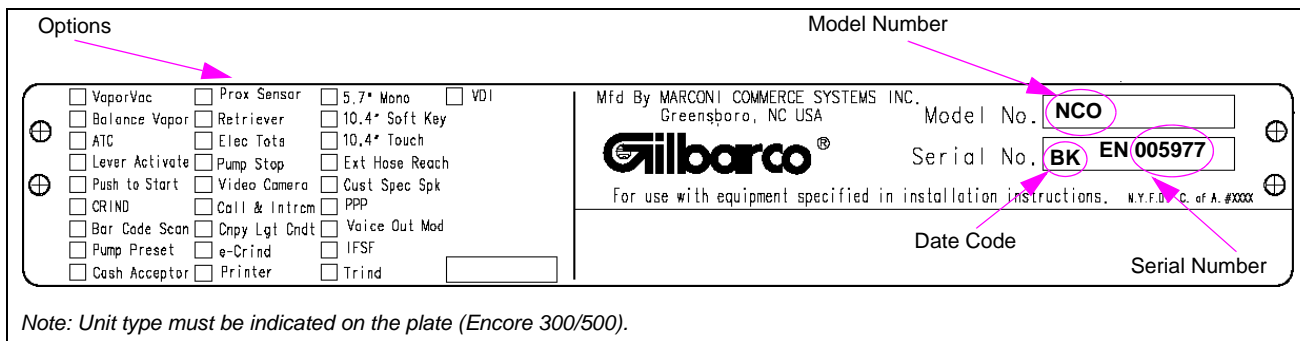 Options
Model Number
VaporVac
Balance Vapor
ATC
Lever Activate
Push to Start
CRIND
Bar Code Scan
Pump Preset
Cash Acceptor
Prox Sensor
Retriever
Elec Tots
Pump Stop
Video Camera
Call & Intrcm
Cnpy Lgt Cndt
e-Crind
Printer
5.7" Mono
10.4" Soft Key
10.4" Touch
Ext Hose Reach
Cust Spec Spk
PPP
Voice Out Mod
IFSF
Trind
VDI
Mfd By MARCONI COMMERCE SYSTEMS INC.
Greensboro, NC USA
Gilbarco®
Model No. NCO
Serial No. BK EN 005977
For use with equipment specified in installation instructions. N.Y.F.D. C. of A. #XXXX
Date Code
Serial Number
Note: Unit type must be indicated on the plate (Encore 300/500).